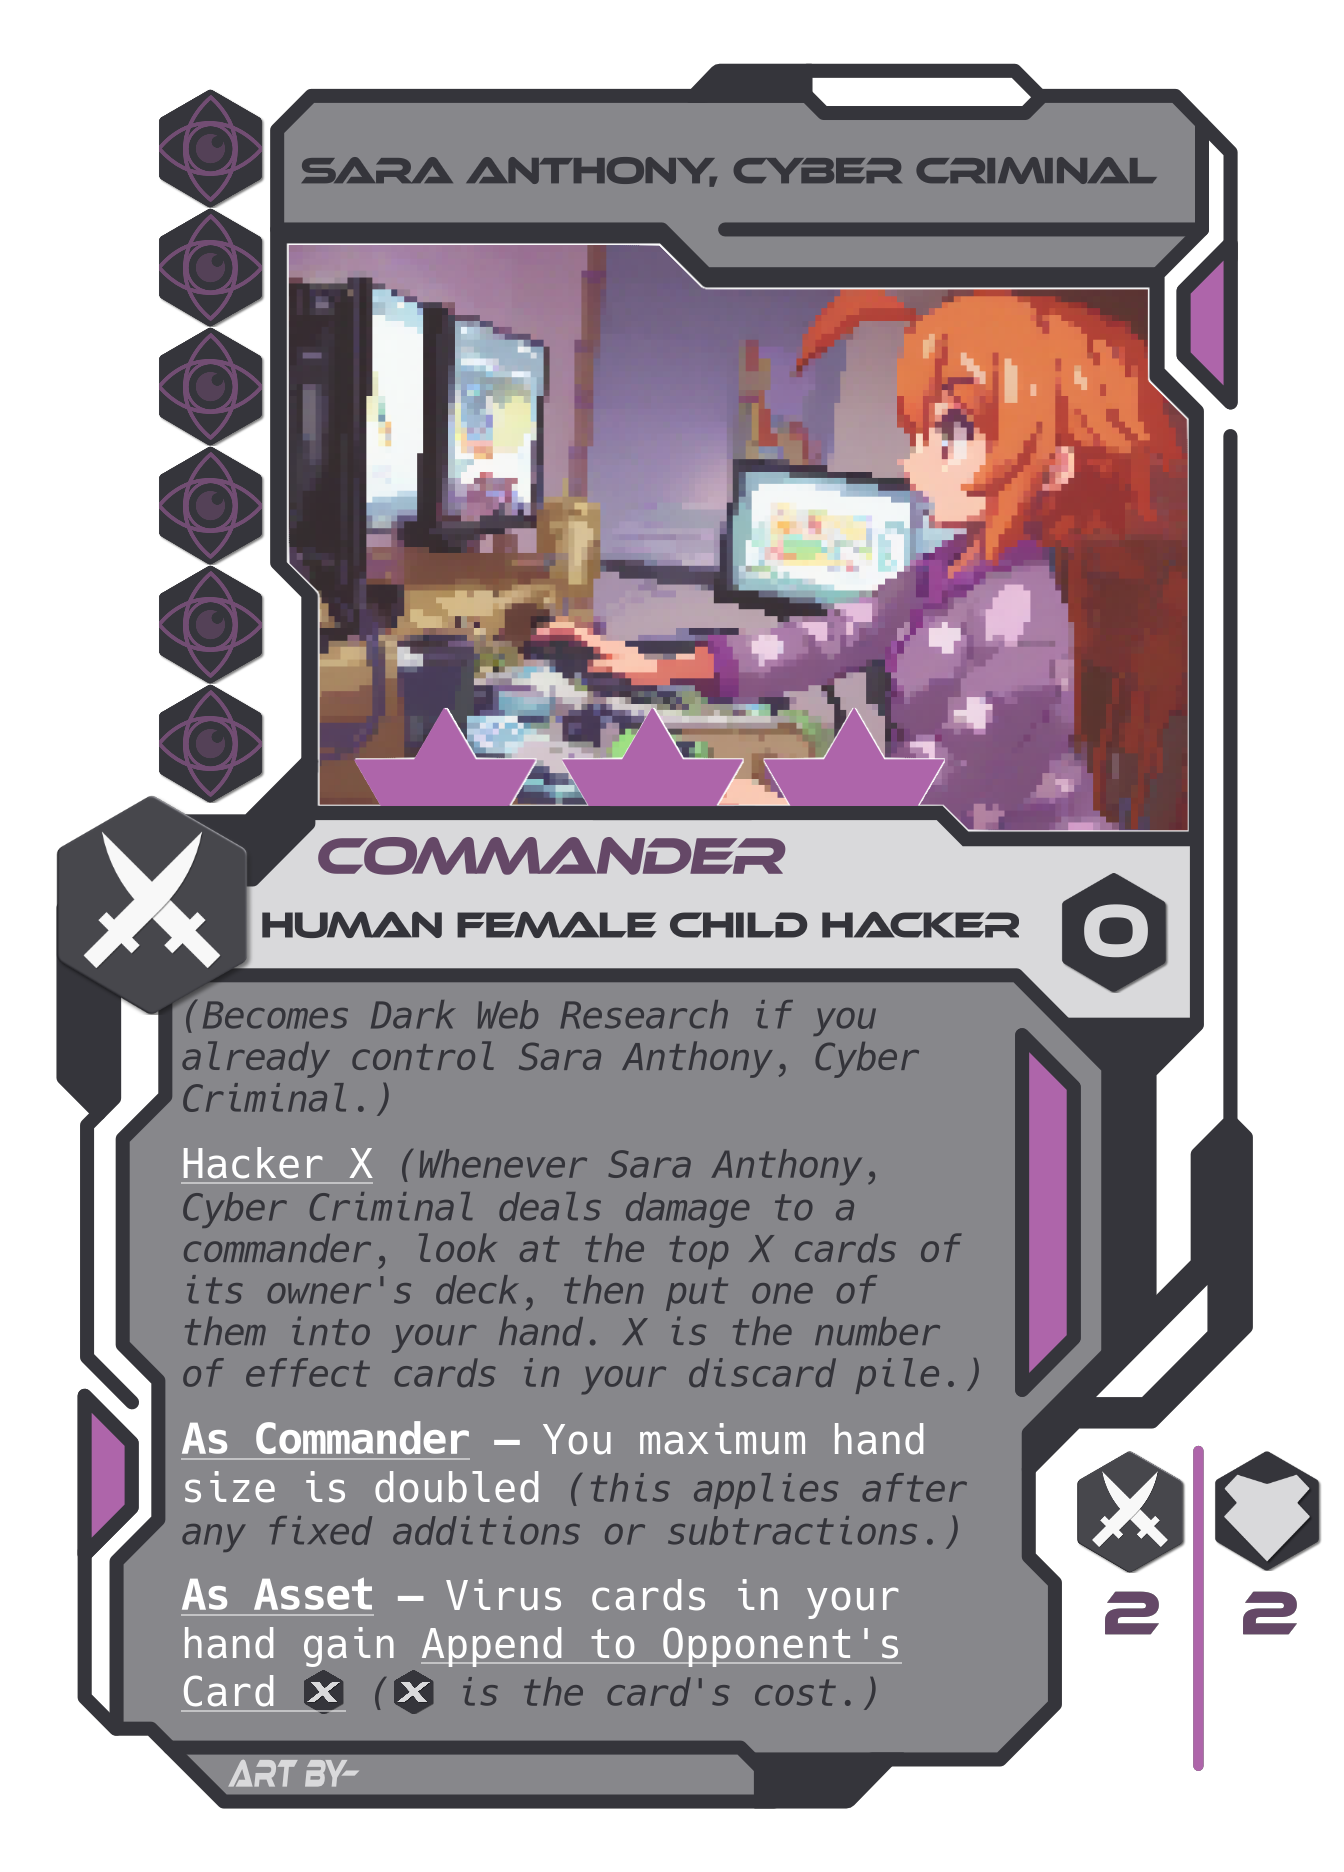 SARA ANTHONY, CYBER CRIMINAL
COMMANDER
HUMAN FEMALE CHILD HACKER
0
(Becomes Dark Web Research if you
already control Sara Anthony, Cyber
Criminal.)
Hacker X (Whenever Sara Anthony,
Cyber Criminal deals damage to a
commander, look at the top X cards of
its owner's deck, then put one of
them into your hand. X is the number
of effect cards in your discard pile.)
As Commander – You maximum hand
size is doubled (this applies after
any fixed additions or subtractions.)
As Asset – Virus cards in your
hand gain Append to Opponent's
Card X (X is the card's cost.)
2 2
ART BY-